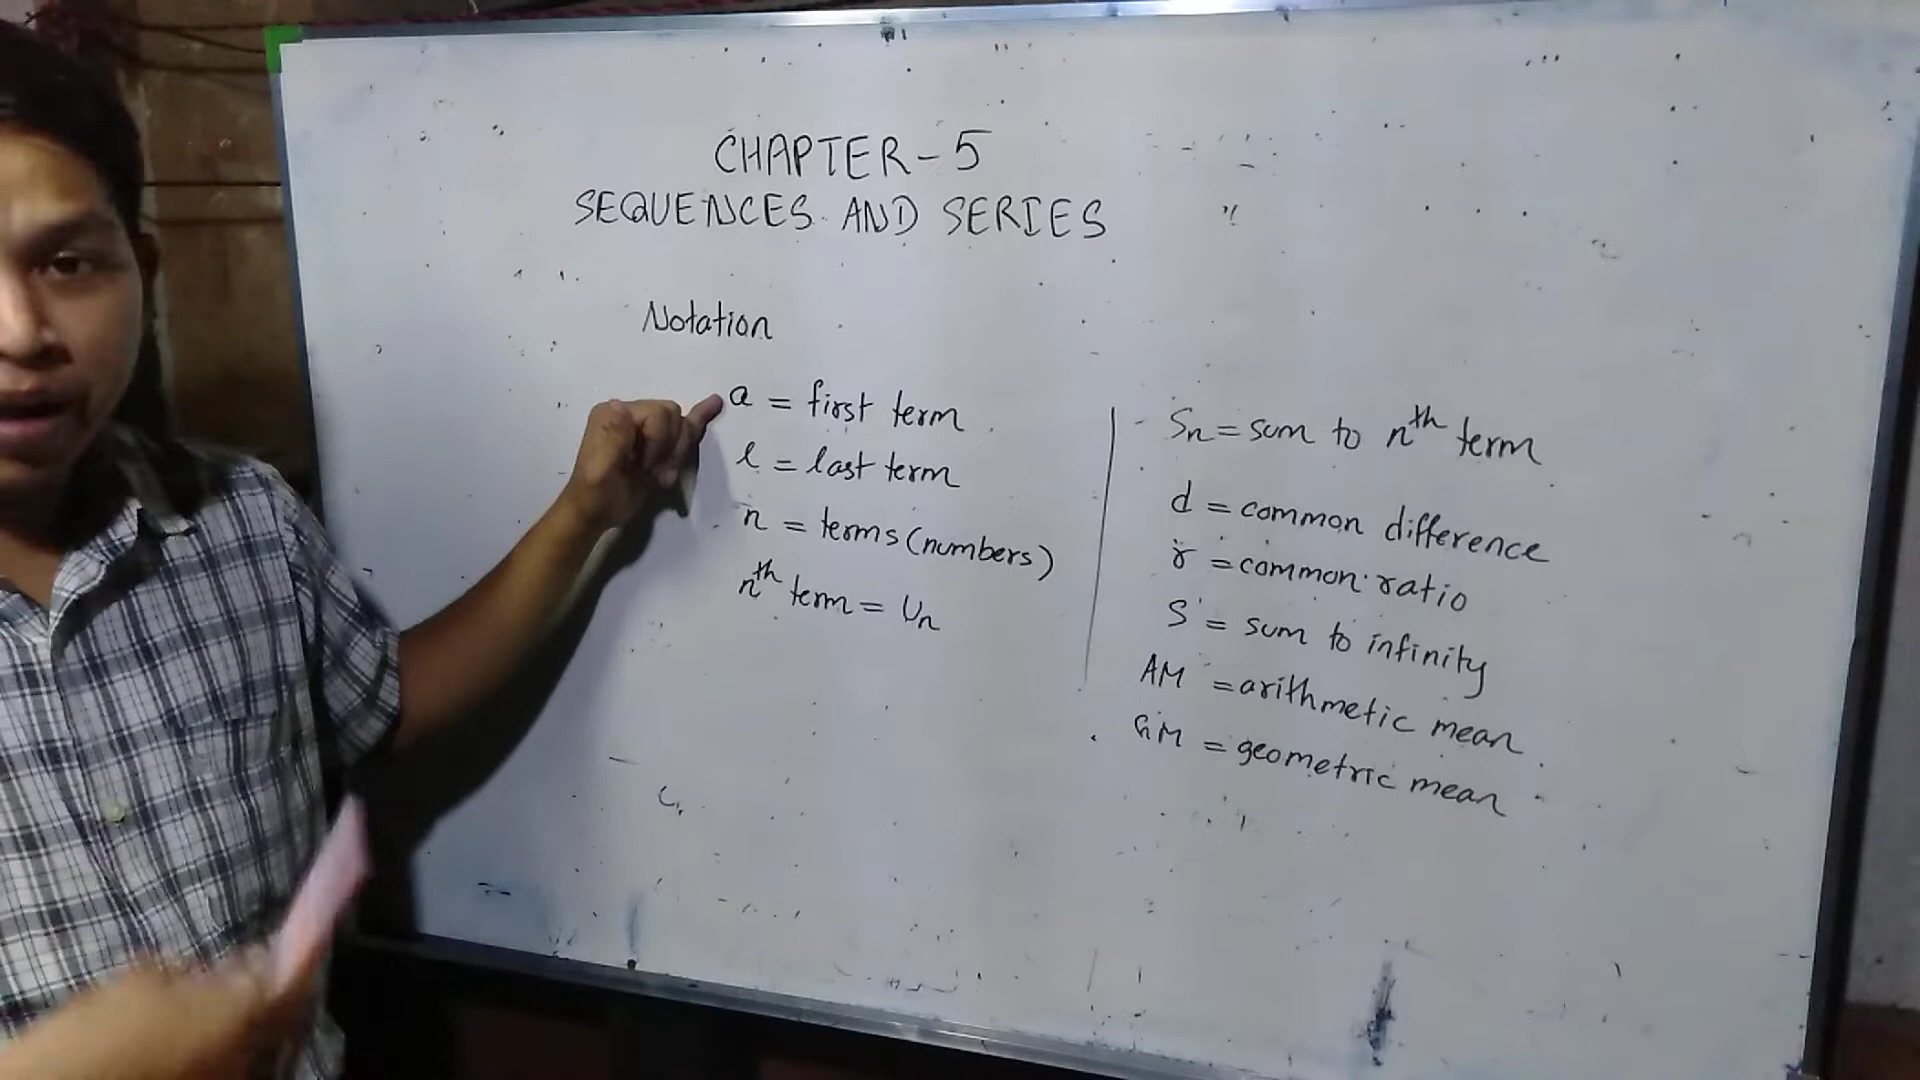 CHAPTER-5
SEQUENCES AND SERIES
Notation
a = first term
l = last term
n = terms (numbers)
nth term = Un
Sn = sum to nth term
d = common difference
r = common ratio
S = sum to infinity
AM = arithmetic mean
GM = geometric mean